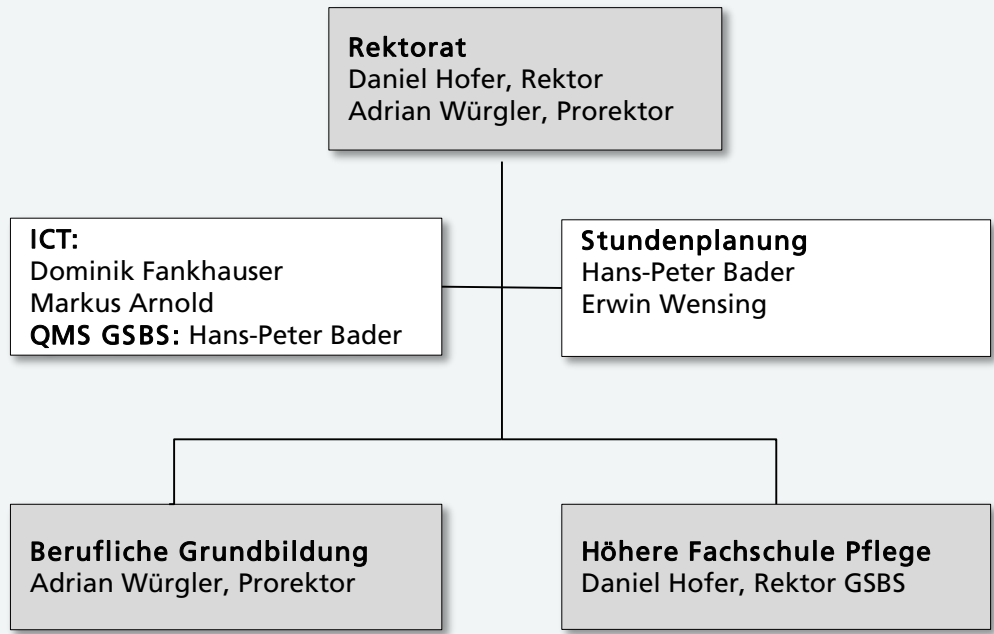 Rektorat
Daniel Hofer, Rektor
Adrian Würgler, Prorektor
ICT:
Dominik Fankhauser
Markus Arnold
QMS GSBS: Hans-Peter Bader
Stundenplanung
Hans-Peter Bader
Erwin Wensing
Berufliche Grundbildung
Adrian Würgler, Prorektor
Höhere Fachschule Pflege
Daniel Hofer, Rektor GSBS